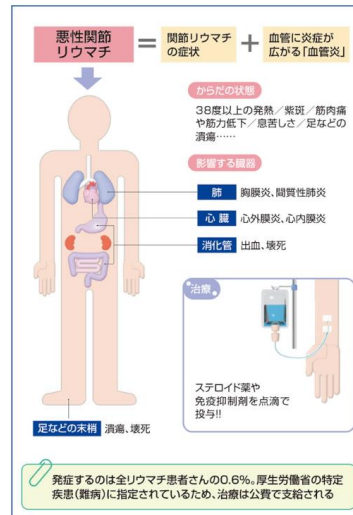 悪性関節
リウマチ
=
関節リウマチ
の症状
+
血管に炎症が
広がる「血管炎」
からだの状態
38度以上の発熱/紫斑/筋肉痛
や筋力低下/息苦しさ/足などの
潰瘍……
影響する臓器
肺 胸膜炎、間質性肺炎
心臓 心外膜炎、心内膜炎
消化管 出血、壊死
治療
ステロイド薬や
免疫抑制剤を点滴で
投与!!
足などの末梢 潰瘍、壊死
発症するのは全リウマチ患者さんの0.6%。厚生労働省の特定
疾患(難病)に指定されているため、治療は公費で支給される